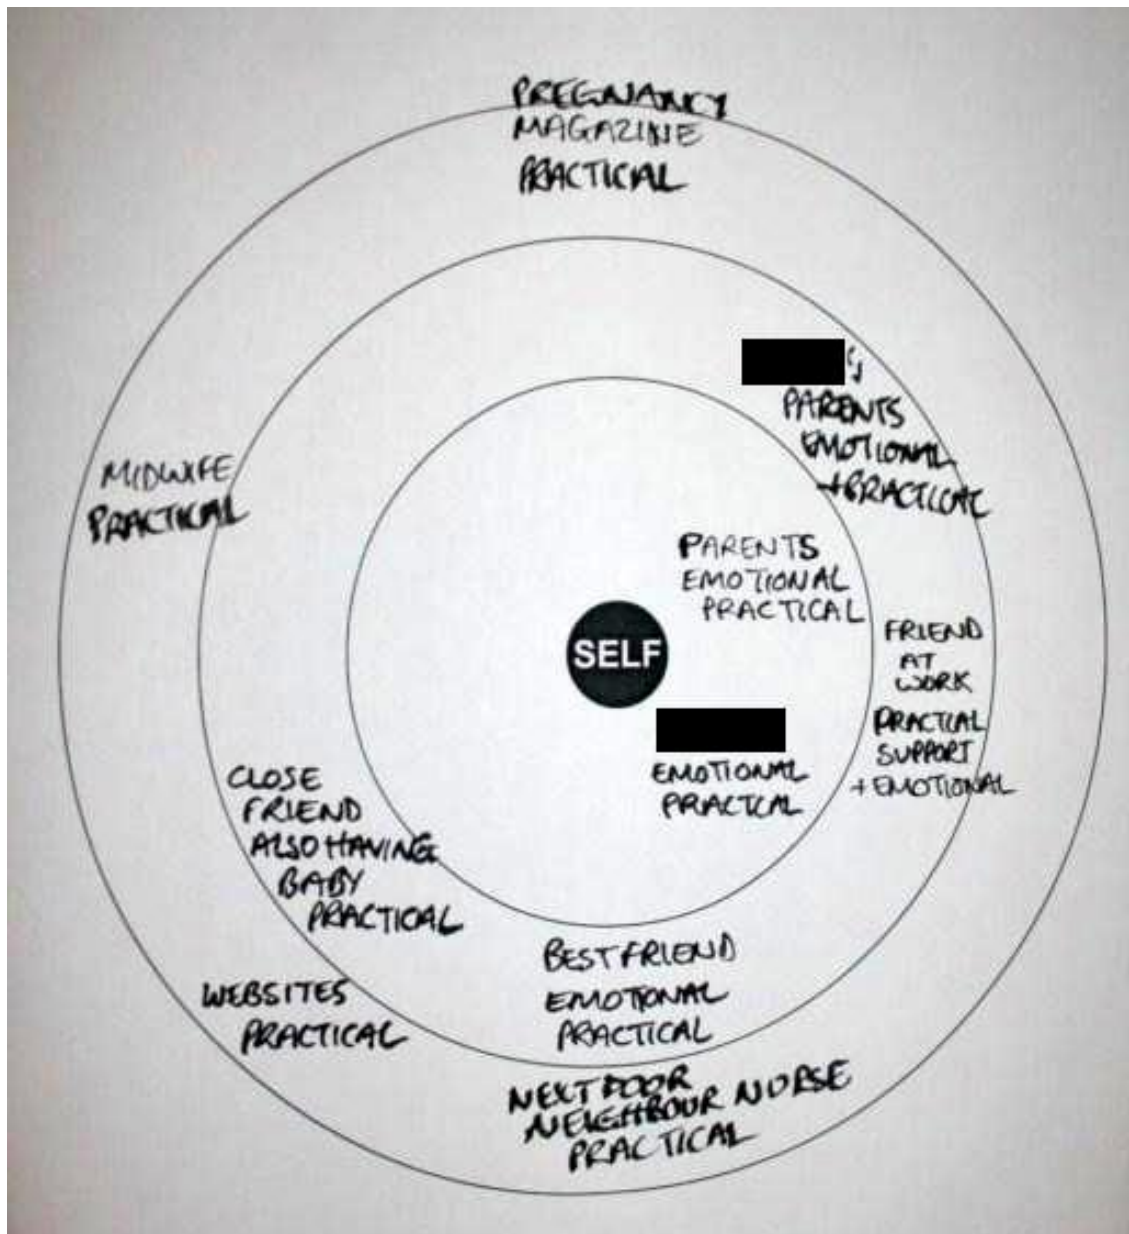 PREGNANCY
MAGAZINE
PRACTICAL
's
PARENTS
EMOTIONAL
+ PRACTICAL
MIDWIFE
PRACTICAL
PARENTS
EMOTIONAL
PRACTICAL
SELF
FRIEND
AT
WORK
PRACTICAL
SUPPORT
+ EMOTIONAL
EMOTIONAL
PRACTICAL
CLOSE
FRIEND
ALSO HAVING
BABY
PRACTICAL
BEST FRIEND
EMOTIONAL
PRACTICAL
WEBSITES
PRACTICAL
NEXT DOOR
NEIGHBOUR NURSE
PRACTICAL